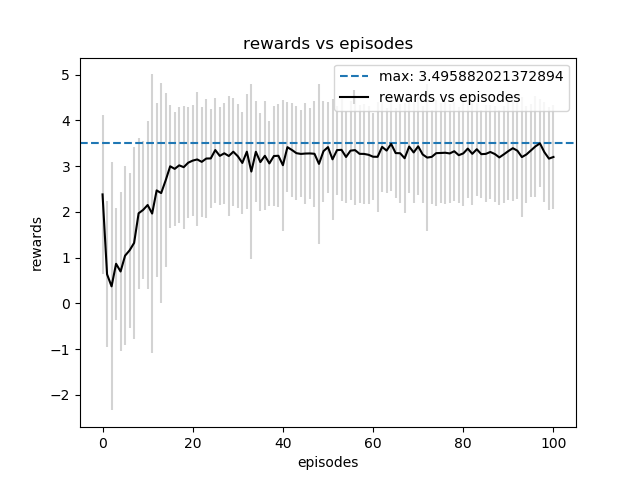 rewards vs episodes
max: 3.495882021372894
rewards vs episodes
5
4
3
2
1
0
−1
−2
rewards
0 20 40 60 80 100
episodes